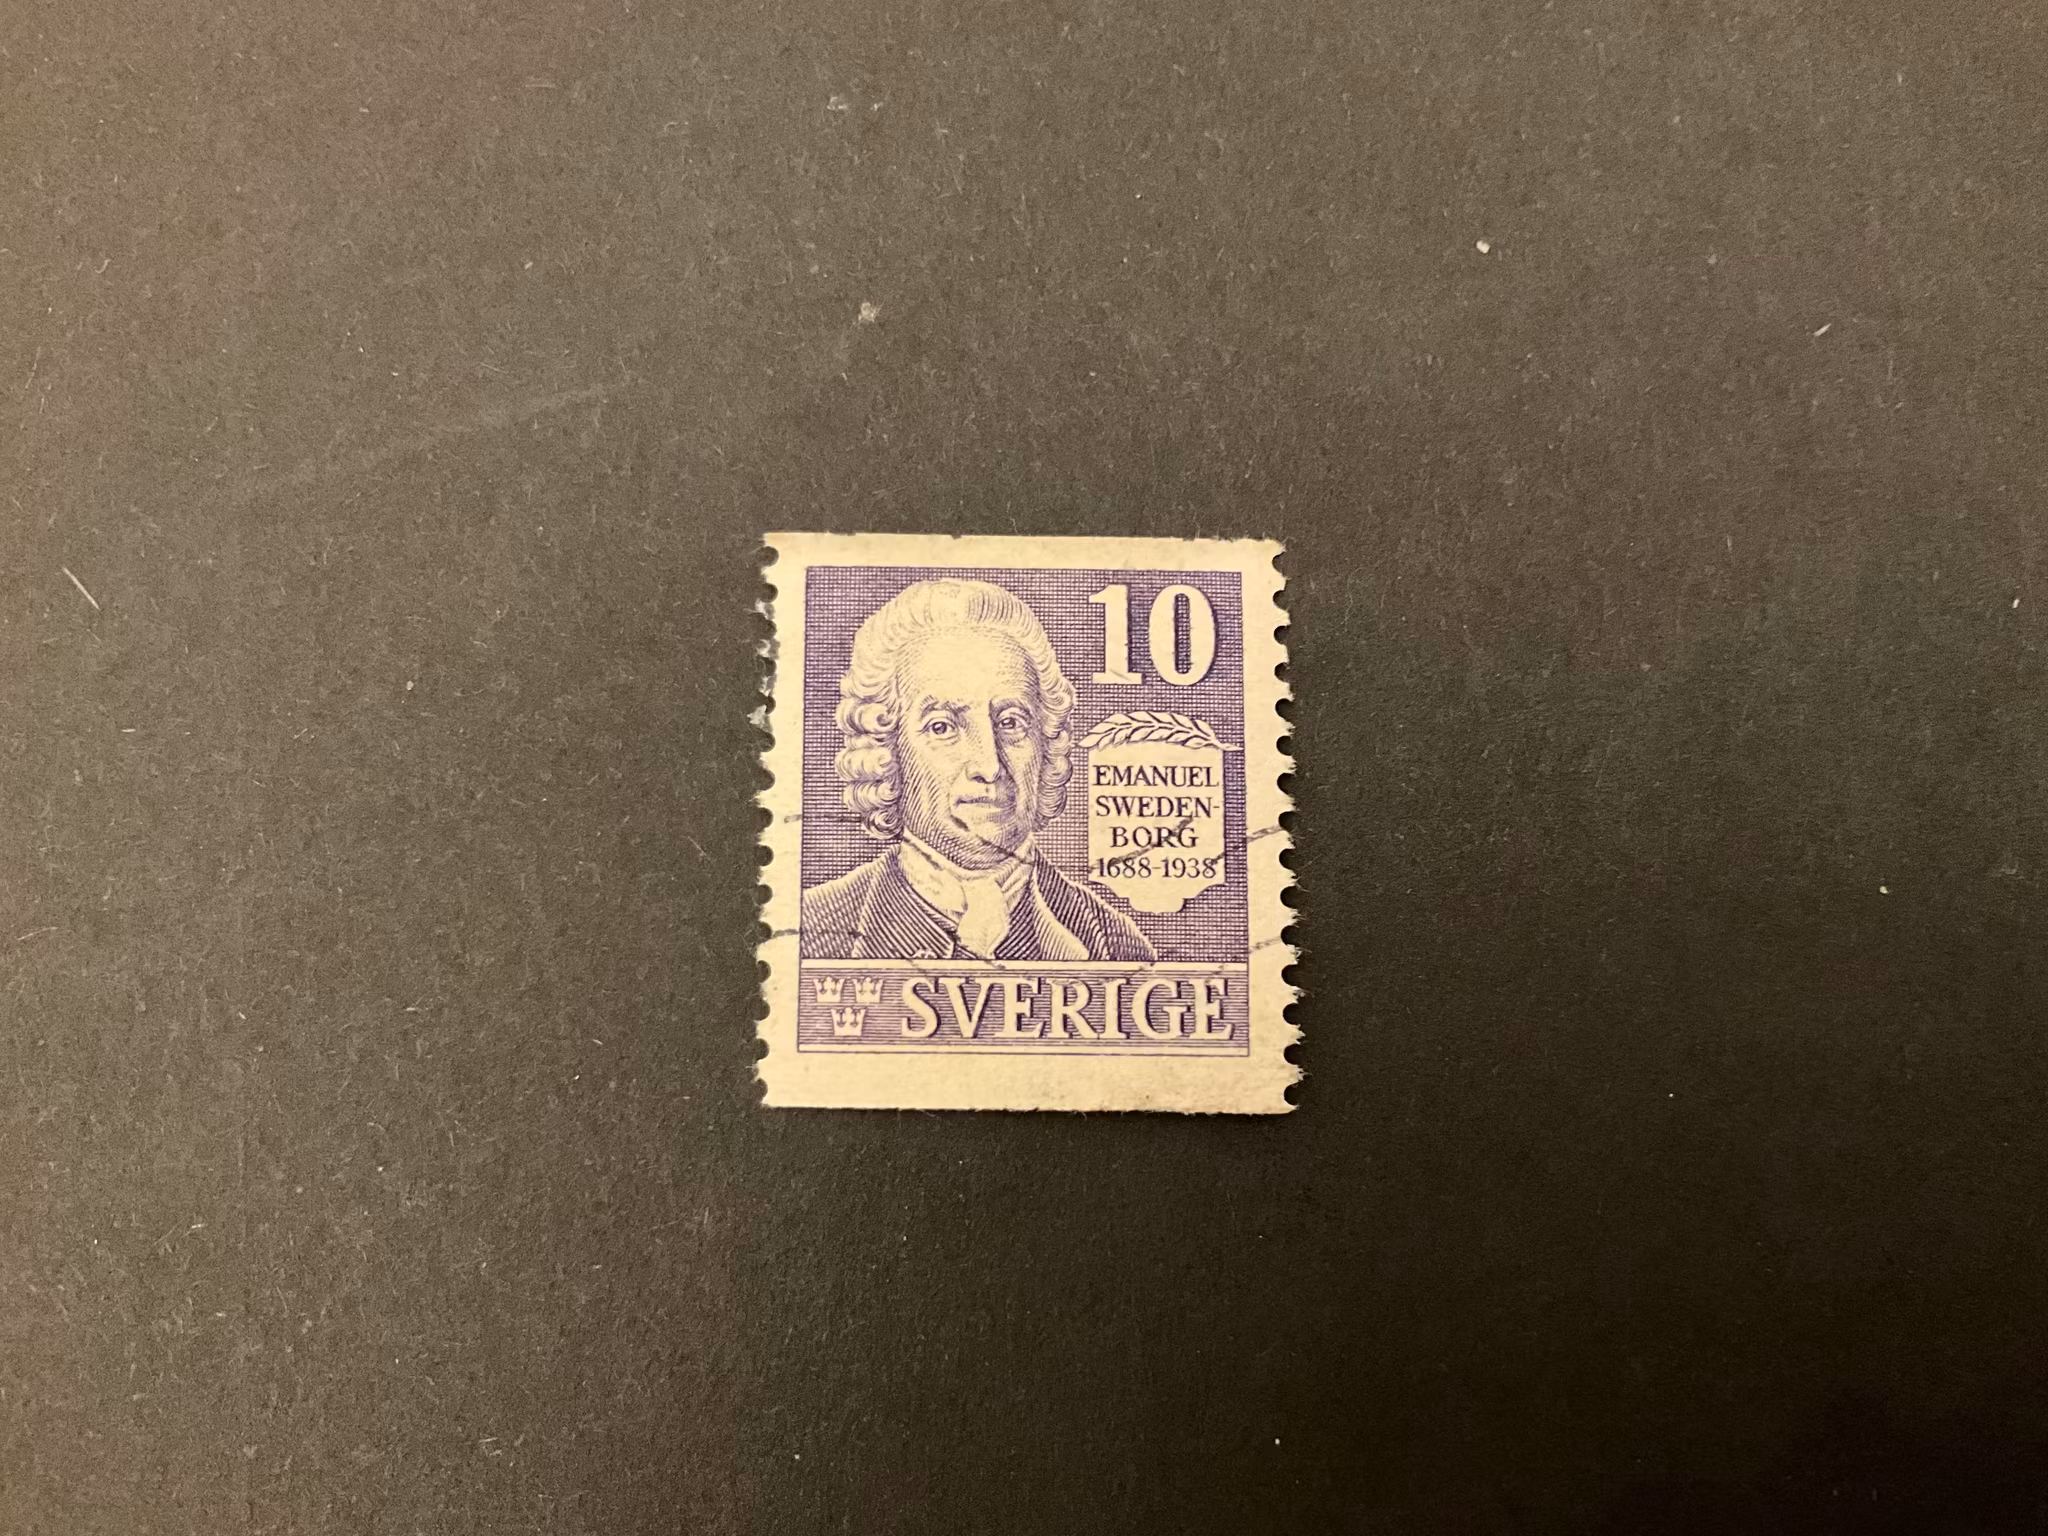 10
EMANUEL
SWEDEN-
BORG
1688-1938
SVERIGE